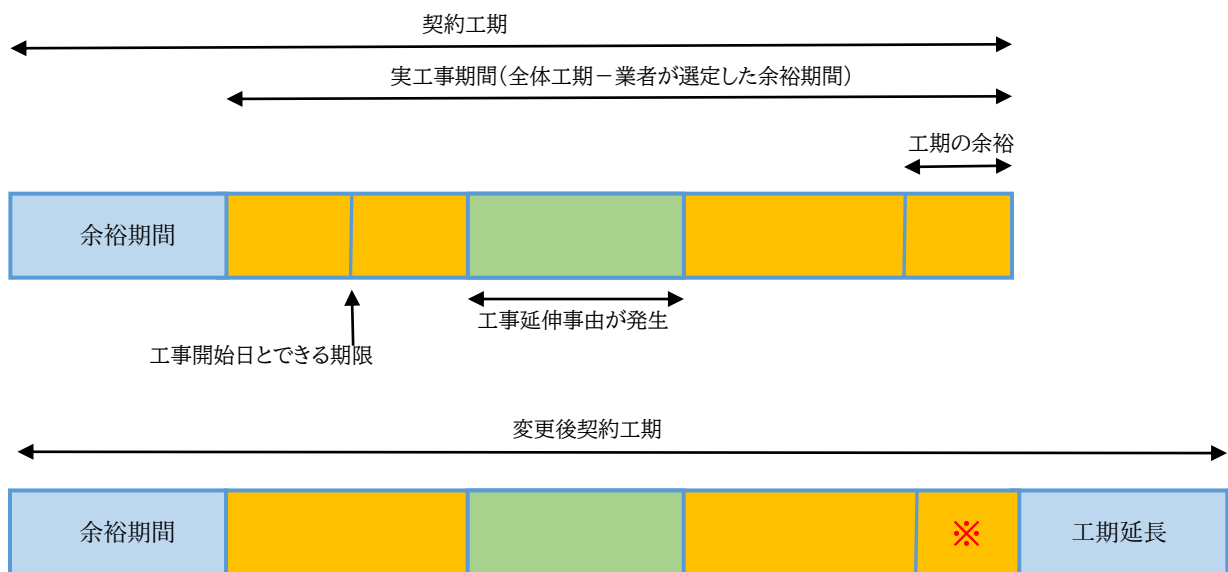 契約工期
実工事期間(全体工期－業者が選定した余裕期間)
工期の余裕
余裕期間
工事延伸事由が発生
工事開始日とできる期限
変更後契約工期
余裕期間
※
工期延長